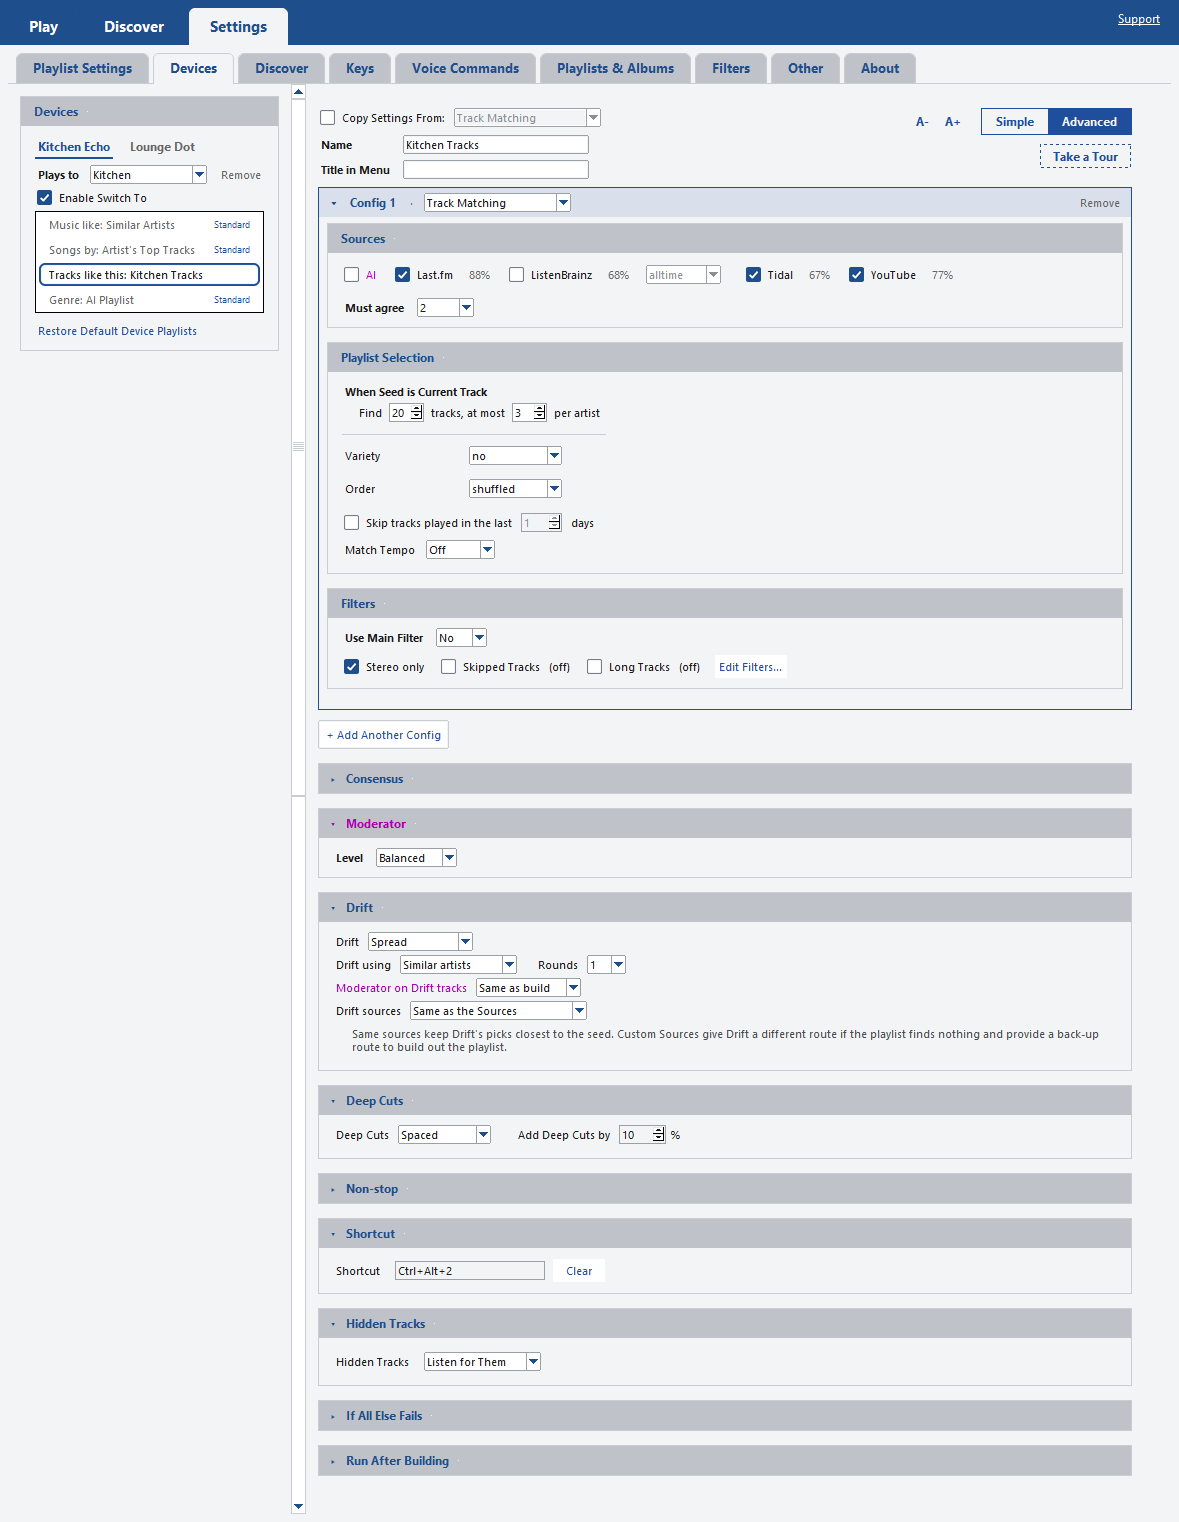 Play Discover Settings Support
Playlist Settings Devices Discover Keys Voice Commands Playlists & Albums Filters Other About
Devices
Kitchen Echo Lounge Dot
Plays to Kitchen Remove
Enable Switch To
Music like: Similar Artists Standard
Songs by: Artist's Top Tracks Standard
Tracks like this: Kitchen Tracks
Genre: AI Playlist Standard
Restore Default Device Playlists
Copy Settings From: Track Matching A- A+ Simple Advanced
Name Kitchen Tracks Take a Tour
Title in Menu
Config 1 Track Matching Remove
Sources
AI Last.fm 88% ListenBrainz 68% alltime Tidal 67% YouTube 77%
Must agree 2
Playlist Selection
When Seed is Current Track
Find 20 tracks, at most 3 per artist
Variety no
Order shuffled
Skip tracks played in the last 1 days
Match Tempo Off
Filters
Use Main Filter No
Stereo only Skipped Tracks (off) Long Tracks (off) Edit Filters...
+ Add Another Config
Consensus
Moderator
Level Balanced
Drift
Drift Spread
Drift using Similar artists Rounds 1
Moderator on Drift tracks Same as build
Drift sources Same as the Sources
Same sources keep Drift's picks closest to the seed. Custom Sources give Drift a different route if the playlist finds nothing and provide a back-up
route to build out the playlist.
Deep Cuts
Deep Cuts Spaced Add Deep Cuts by 10 %
Non-stop
Shortcut
Shortcut Ctrl+Alt+2 Clear
Hidden Tracks
Hidden Tracks Listen for Them
If All Else Fails
Run After Building